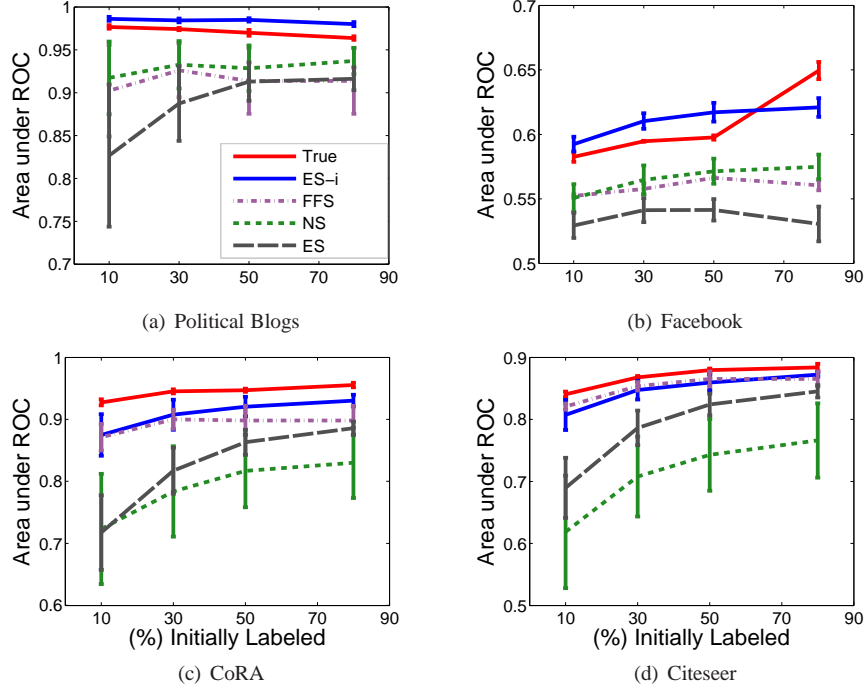 1
0.95
0.9
0.85
0.8
0.75
0.7
Area under ROC
10 30 50 70 90
True
ES-i
FFS
NS
ES
(a) Political Blogs
0.7
0.65
0.6
0.55
0.5
Area under ROC
10 30 50 70 90
(b) Facebook
1
0.9
0.8
0.7
0.6
Area under ROC
10 30 50 70 90
(%) Initially Labeled
(c) CoRA
0.9
0.8
0.7
0.6
0.5
Area under ROC
10 30 50 70 90
(%) Initially Labeled
(d) Citeseer